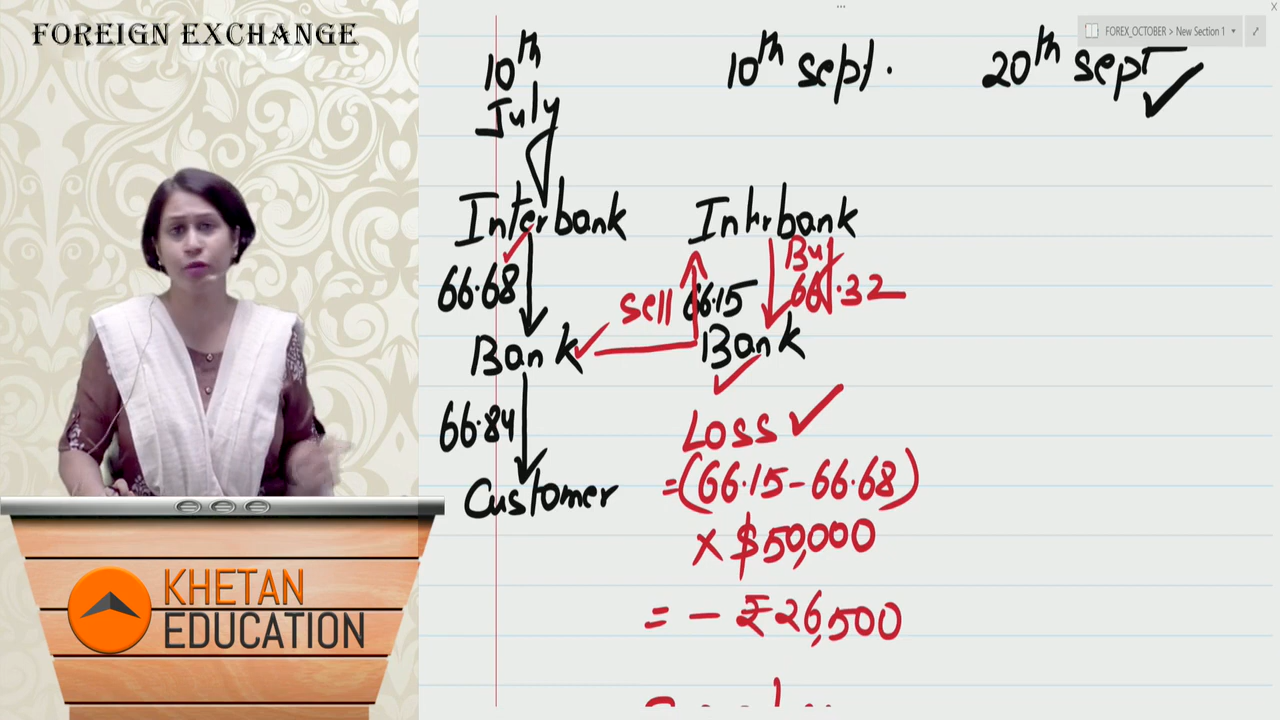 FOREIGN EXCHANGE
FOREX_OCTOBER > New Section 1
10th
July
10th sept.
20th sept
Interbank
66.68
Bank
66.84
Customer
Intrbank
sell
66.15
Buy
66.32
Bank
Loss
=(66.15-66.68)
x $50,000
= - ₹26,500
KHETAN
EDUCATION